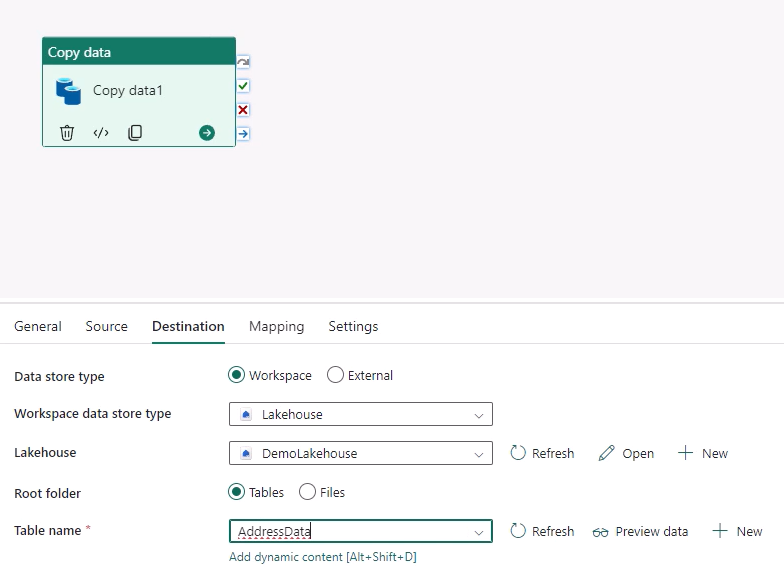 Copy data
Copy data1
General Source Destination Mapping Settings
Data store type Workspace External
Workspace data store type Lakehouse
Lakehouse DemoLakehouse Refresh Open New
Root folder Tables Files
Table name * AddressData Refresh Preview data New
Add dynamic content [Alt+Shift+D]